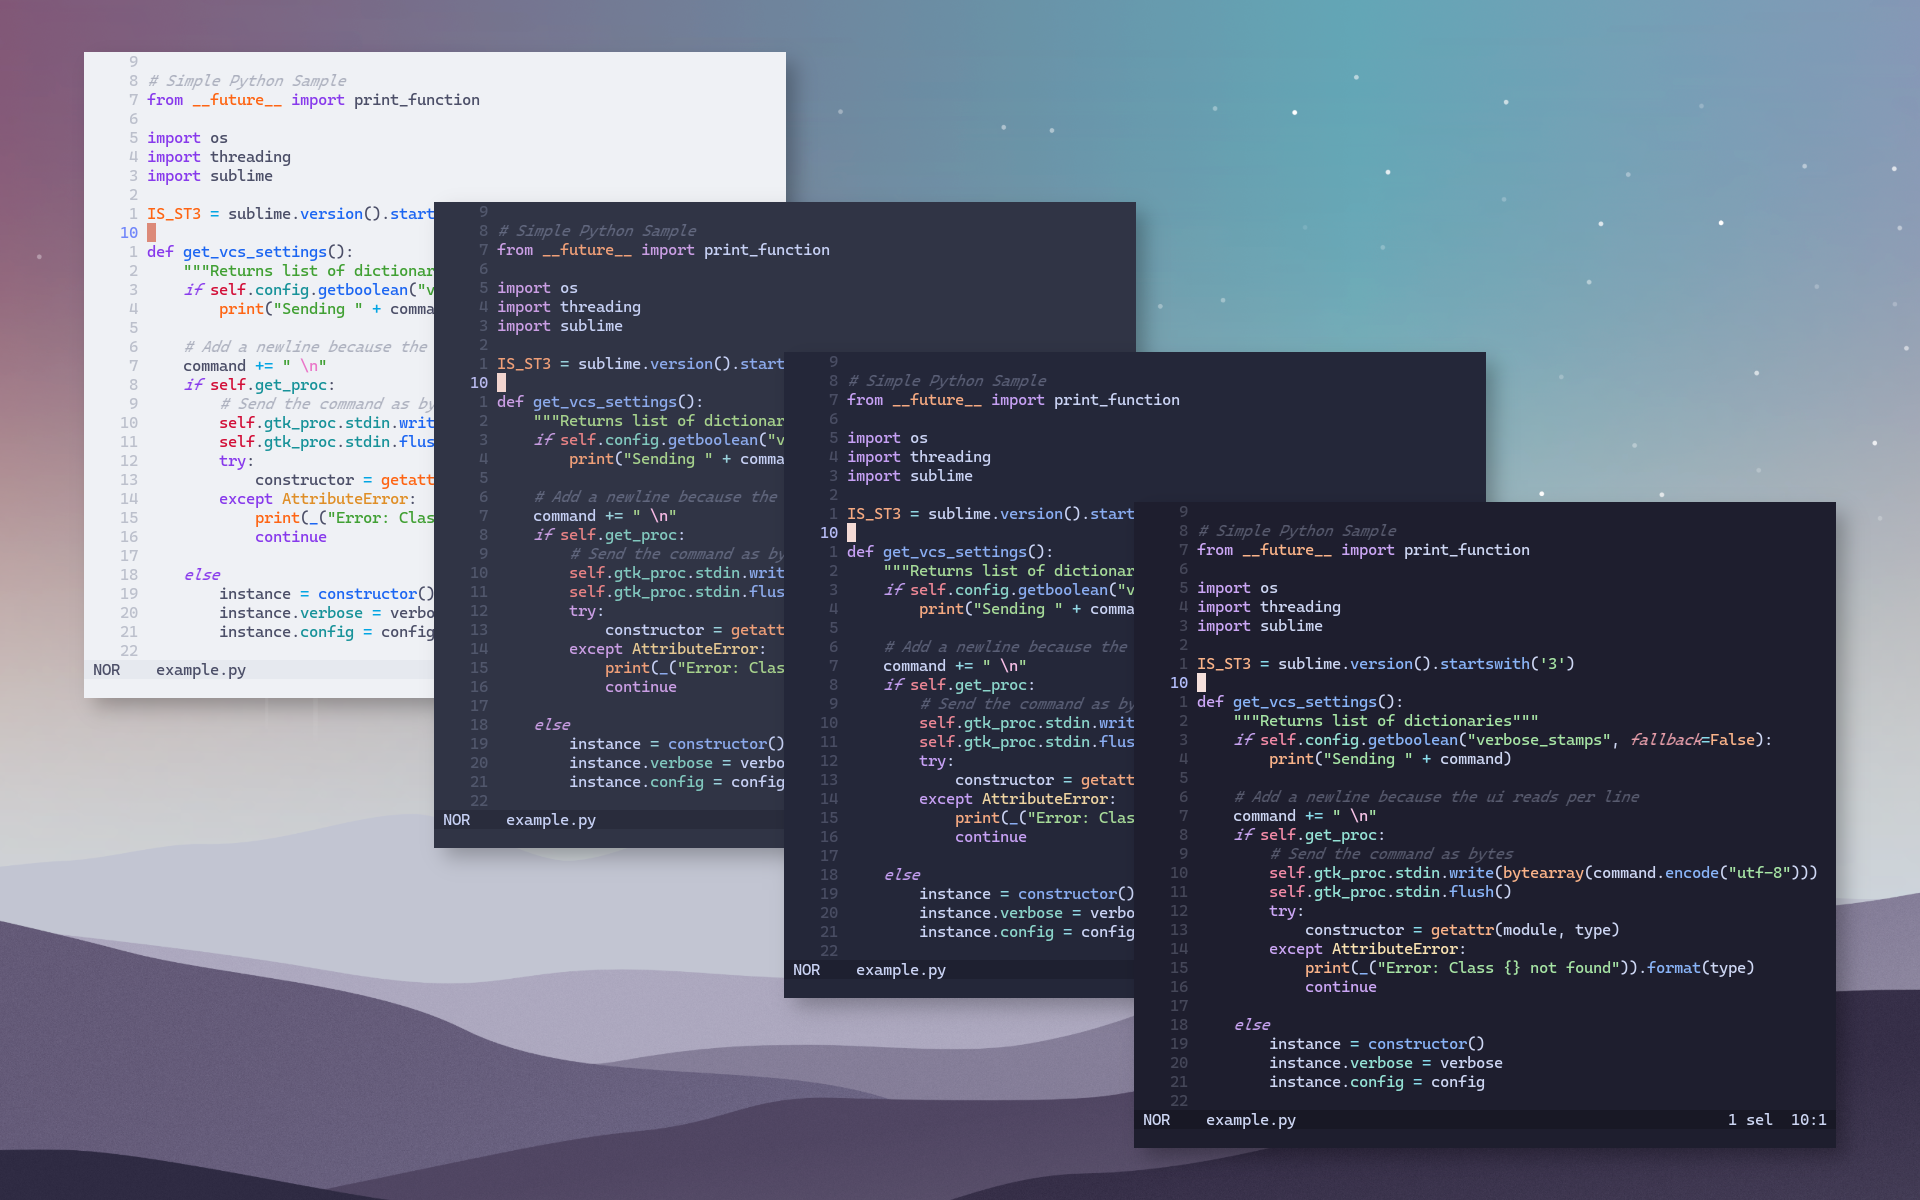 9
8 # Simple Python Sample
7 from __future__ import print_function
6
5 import os
4 import threading
3 import sublime
2
1 IS_ST3 = sublime.version().start
10
1 def get_vcs_settings():
2 """Returns list of dictionar
3 if self.config.getboolean("v
4 print("Sending " + comma
5
6 # Add a newline because the
7 command += " \n"
8 if self.get_proc:
9 # Send the command as by
10 self.gtk_proc.stdin.writ
11 self.gtk_proc.stdin.flus
12 try:
13 constructor = getatt
14 except AttributeError:
15 print(_("Error: Clas
16 continue
17
18 else
19 instance = constructor()
20 instance.verbose = verbo
21 instance.config = config
22
NOR example.py
9
8 # Simple Python Sample
7 from __future__ import print_function
6
5 import os
4 import threading
3 import sublime
2
1 IS_ST3 = sublime.version().start
10
1 def get_vcs_settings():
2 """Returns list of dictionar
3 if self.config.getboolean("v
4 print("Sending " + comma
5
6 # Add a newline because the
7 command += " \n"
8 if self.get_proc:
9 # Send the command as by
10 self.gtk_proc.stdin.writ
11 self.gtk_proc.stdin.flus
12 try:
13 constructor = getatt
14 except AttributeError:
15 print(_("Error: Clas
16 continue
17
18 else
19 instance = constructor()
20 instance.verbose = verbo
21 instance.config = config
22
NOR example.py
9
8 # Simple Python Sample
7 from __future__ import print_function
6
5 import os
4 import threading
3 import sublime
2
1 IS_ST3 = sublime.version().start
10
1 def get_vcs_settings():
2 """Returns list of dictionar
3 if self.config.getboolean("v
4 print("Sending " + comma
5
6 # Add a newline because the
7 command += " \n"
8 if self.get_proc:
9 # Send the command as by
10 self.gtk_proc.stdin.writ
11 self.gtk_proc.stdin.flus
12 try:
13 constructor = getatt
14 except AttributeError:
15 print(_("Error: Clas
16 continue
17
18 else
19 instance = constructor()
20 instance.verbose = verbo
21 instance.config = config
22
NOR example.py
9
8 # Simple Python Sample
7 from __future__ import print_function
6
5 import os
4 import threading
3 import sublime
2
1 IS_ST3 = sublime.version().startswith('3')
10
1 def get_vcs_settings():
2 """Returns list of dictionaries"""
3 if self.config.getboolean("verbose_stamps", fallback=False):
4 print("Sending " + command)
5
6 # Add a newline because the ui reads per line
7 command += " \n"
8 if self.get_proc:
9 # Send the command as bytes
10 self.gtk_proc.stdin.write(bytearray(command.encode("utf-8")))
11 self.gtk_proc.stdin.flush()
12 try:
13 constructor = getattr(module, type)
14 except AttributeError:
15 print(_("Error: Class {} not found")).format(type)
16 continue
17
18 else
19 instance = constructor()
20 instance.verbose = verbose
21 instance.config = config
22
NOR example.py 1 sel 10:1